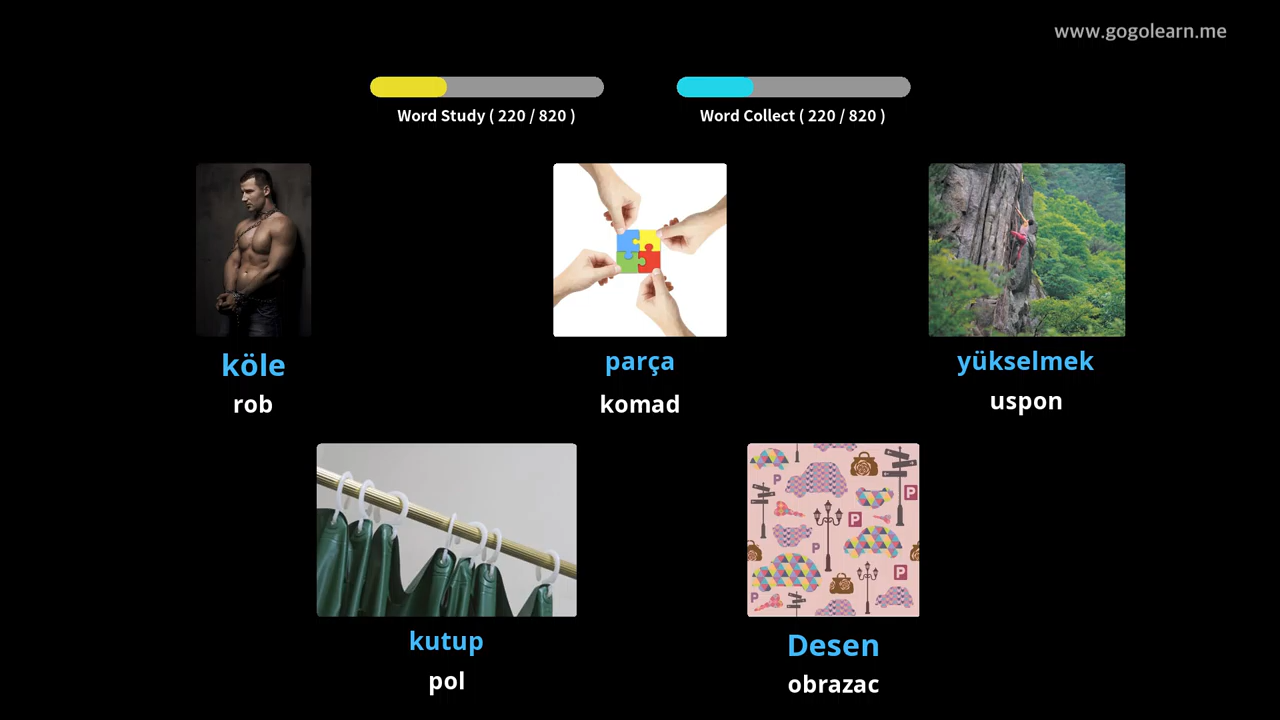 www.gogolearn.me
Word Study ( 220 / 820 )
Word Collect ( 220 / 820 )
köle
rob
parça
komad
yükselmek
uspon
P
P
P
P
P
P
kutup
pol
Desen
obrazac